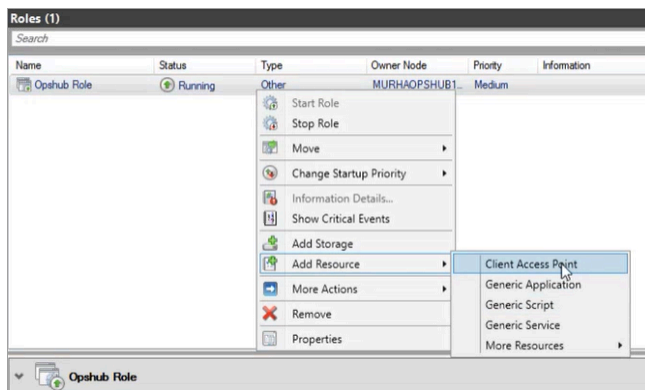 Roles (1)
Search
Name Status Type Owner Node Priority Information
Opshub Role Running Other MURHAOPSHUB1... Medium
Start Role
Stop Role
Move
Change Startup Priority
Information Details...
Show Critical Events
Add Storage
Add Resource
More Actions
Remove
Properties
Client Access Point
Generic Application
Generic Script
Generic Service
More Resources
Opshub Role